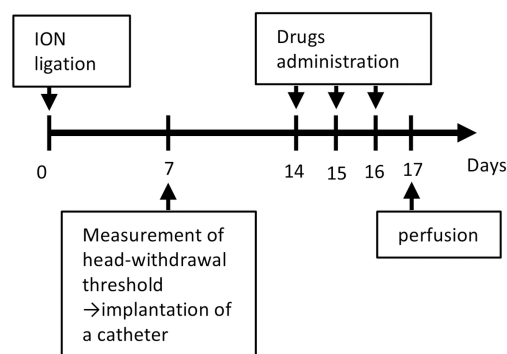 ION
ligation
Drugs
administration
0
7
14
15
16
17
Days
Measurement of
head-withdrawal
threshold
→implantation of
a catheter
perfusion